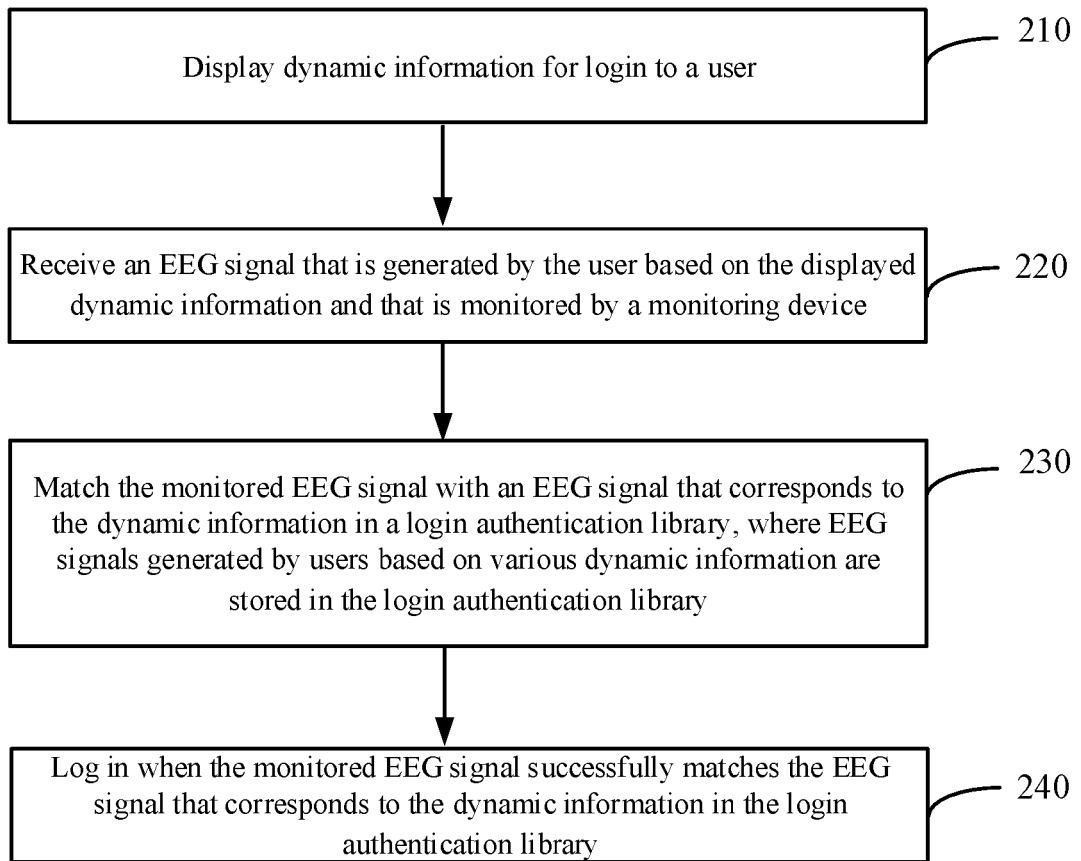 210
Display dynamic information for login to a user
Receive an EEG signal that is generated by the user based on the displayed
dynamic information and that is monitored by a monitoring device
220
230
Match the monitored EEG signal with an EEG signal that corresponds to
the dynamic information in a login authentication library, where EEG
signals generated by users based on various dynamic information are
stored in the login authentication library
Log in when the monitored EEG signal successfully matches the EEG
signal that corresponds to the dynamic information in the login
authentication library
240